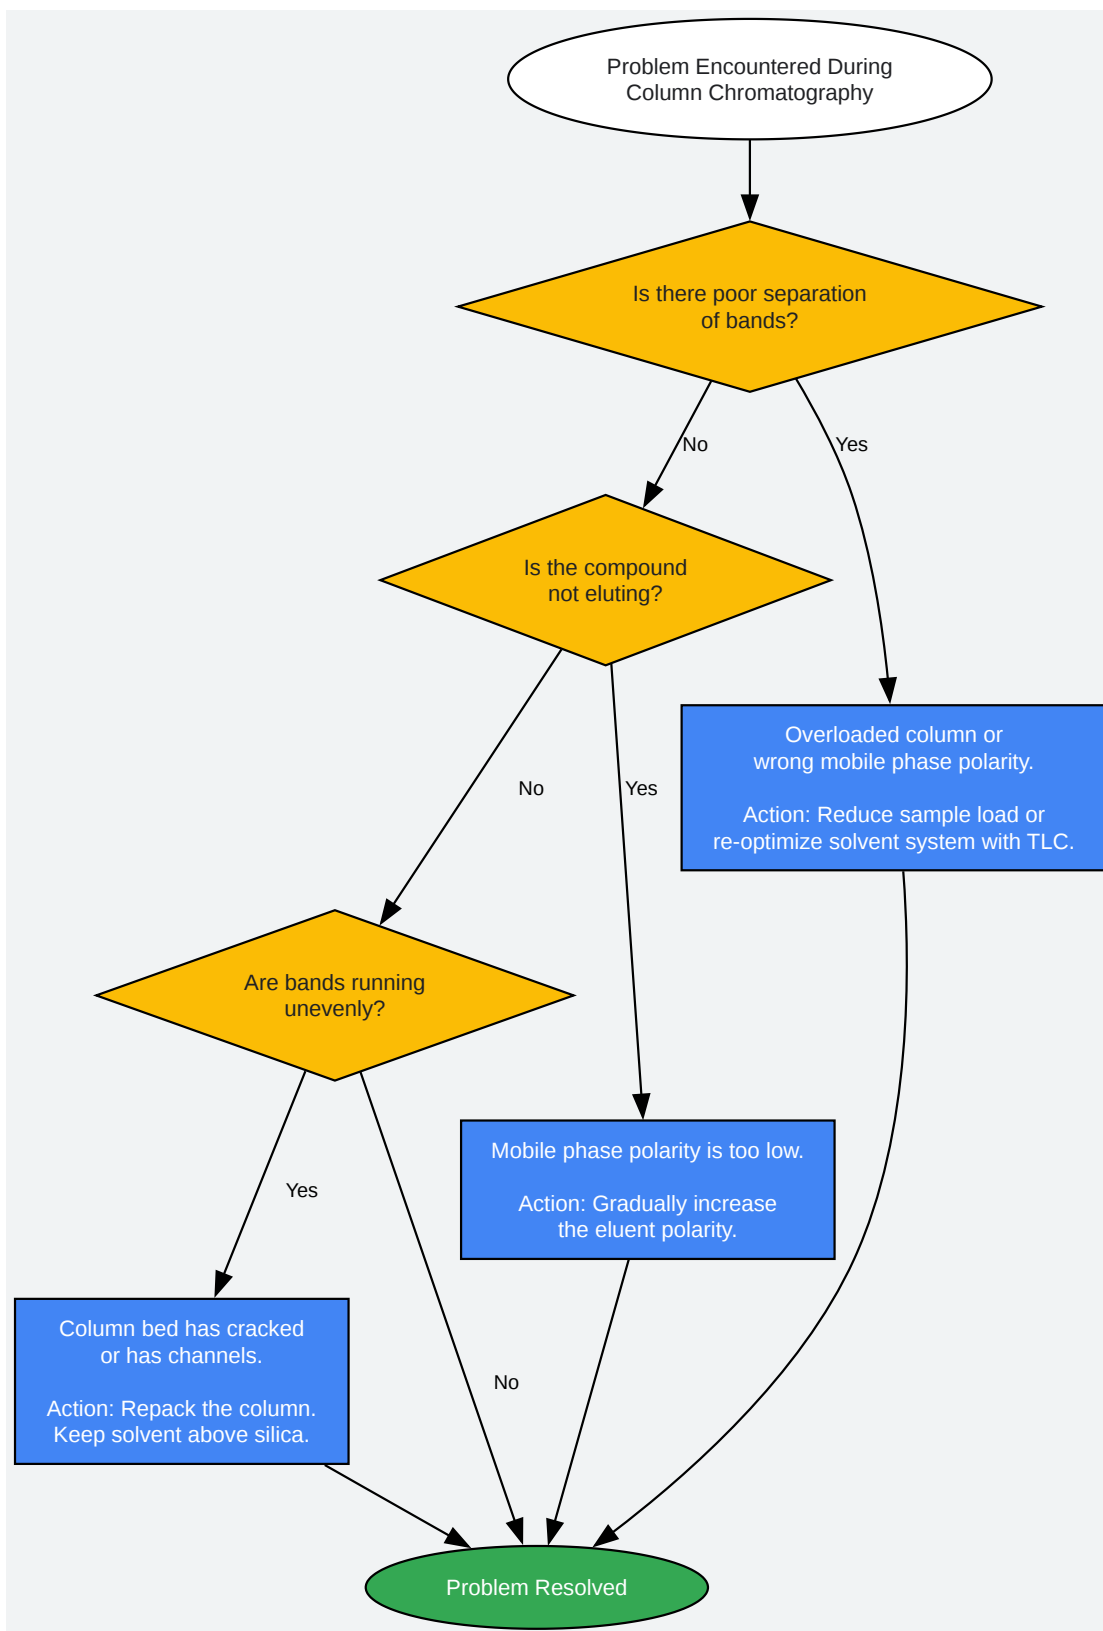 Problem Encountered During
Column Chromatography
Is there poor separation
of bands?
No
Yes
Is the compound
not eluting?
Overloaded column or
wrong mobile phase polarity.
Action: Reduce sample load or
re-optimize solvent system with TLC.
No
Yes
Are bands running
unevenly?
Mobile phase polarity is too low.
Action: Gradually increase
the eluent polarity.
Yes
Column bed has cracked
or has channels.
Action: Repack the column.
Keep solvent above silica.
No
Problem Resolved